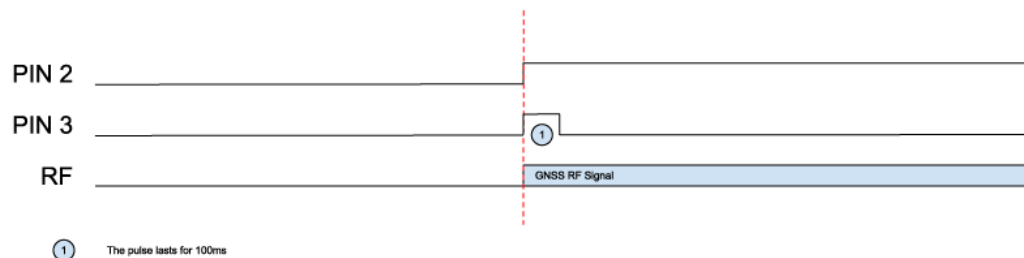 PIN 2
PIN 3
1
RF
GNSS RF Signal
1 The pulse lasts for 100ms